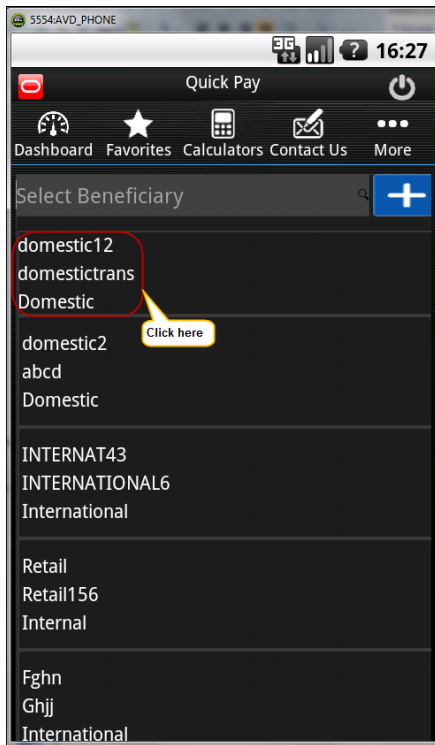 5554:AVD_PHONE
3G
16:27
Quick Pay
Dashboard Favorites Calculators Contact Us More
Select Beneficiary
domestic12
domestictrans
Domestic
Click here
domestic2
abcd
Domestic
INTERNAT43
INTERNATIONAL6
International
Retail
Retail156
Internal
Fghn
Ghjj
International